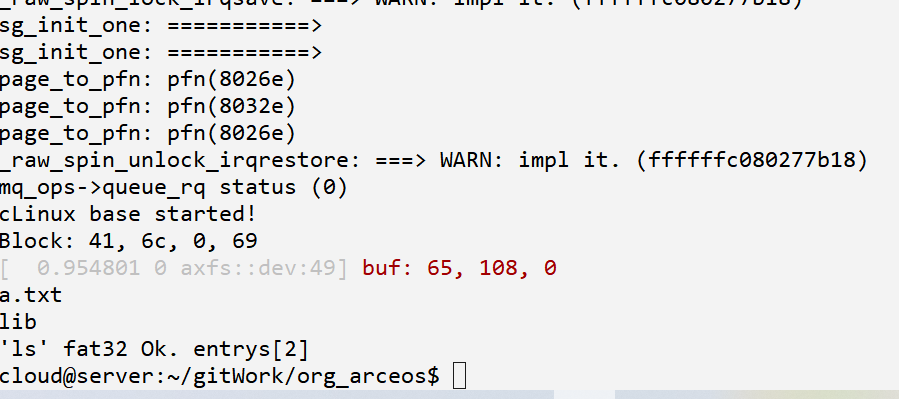 _raw_spin_lock_irqsave: ===> WARN: impl it. (ffffffc080277b18)
sg_init_one: ===========>
sg_init_one: ===========>
page_to_pfn: pfn(8026e)
page_to_pfn: pfn(8032e)
page_to_pfn: pfn(8026e)
_raw_spin_unlock_irqrestore: ===> WARN: impl it. (ffffffc080277b18)
mq_ops->queue_rq status (0)
cLinux base started!
Block: 41, 6c, 0, 69
[  0.954801 0 axfs::dev:49] buf: 65, 108, 0
a.txt
lib
'ls' fat32 Ok. entrys[2]
cloud@server:~/gitWork/org_arceos$